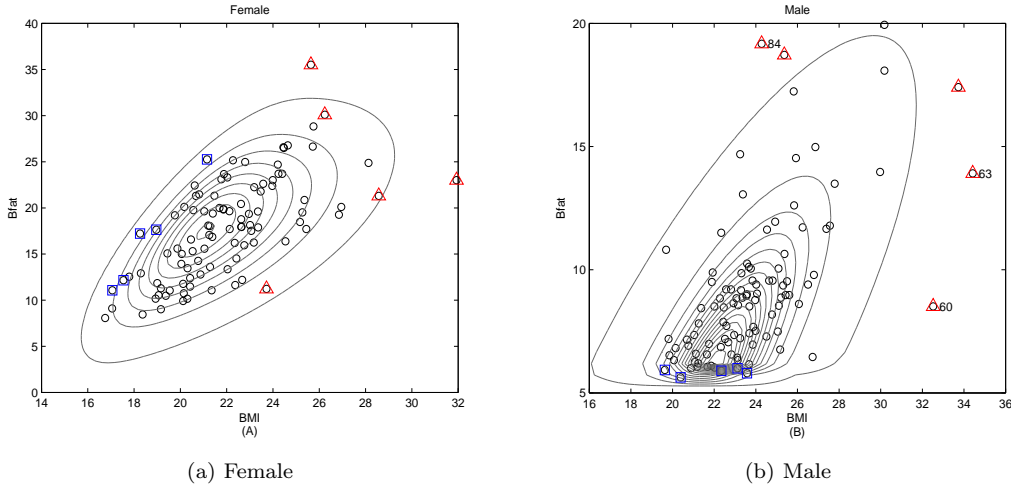 Female
40
35
30
25
20
15
10
5
0
Bfat
14 16 18 20 22 24 26 28 30 32
BMI
(A)
(a) Female
Male
20
15
10
5
Bfat
84
63
60
16 18 20 22 24 26 28 30 32 34 36
BMI
(B)
(b) Male